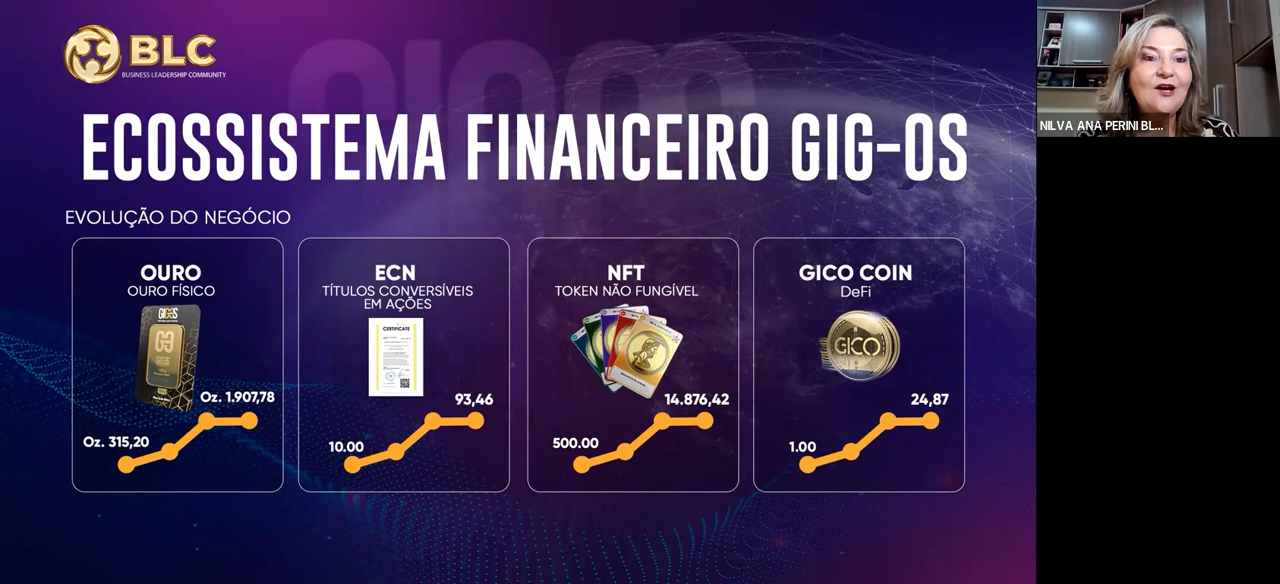 BLC
BUSINESS LEADERSHIP COMMUNITY
ECOSSISTEMA FINANCEIRO GIG-OS
EVOLUÇÃO DO NEGÓCIO
OURO
OURO FÍSICO
Oz. 315,20
Oz. 1.907,78
ECN
TÍTULOS CONVERSÍVEIS
EM AÇÕES
CERTIFICATE
10.00
93,46
NFT
TOKEN NÃO FUNGÍVEL
500.00
14.876,42
GICO COIN
DeFi
GICO
1.00
24,87
NILVA ANA PERINI BL...